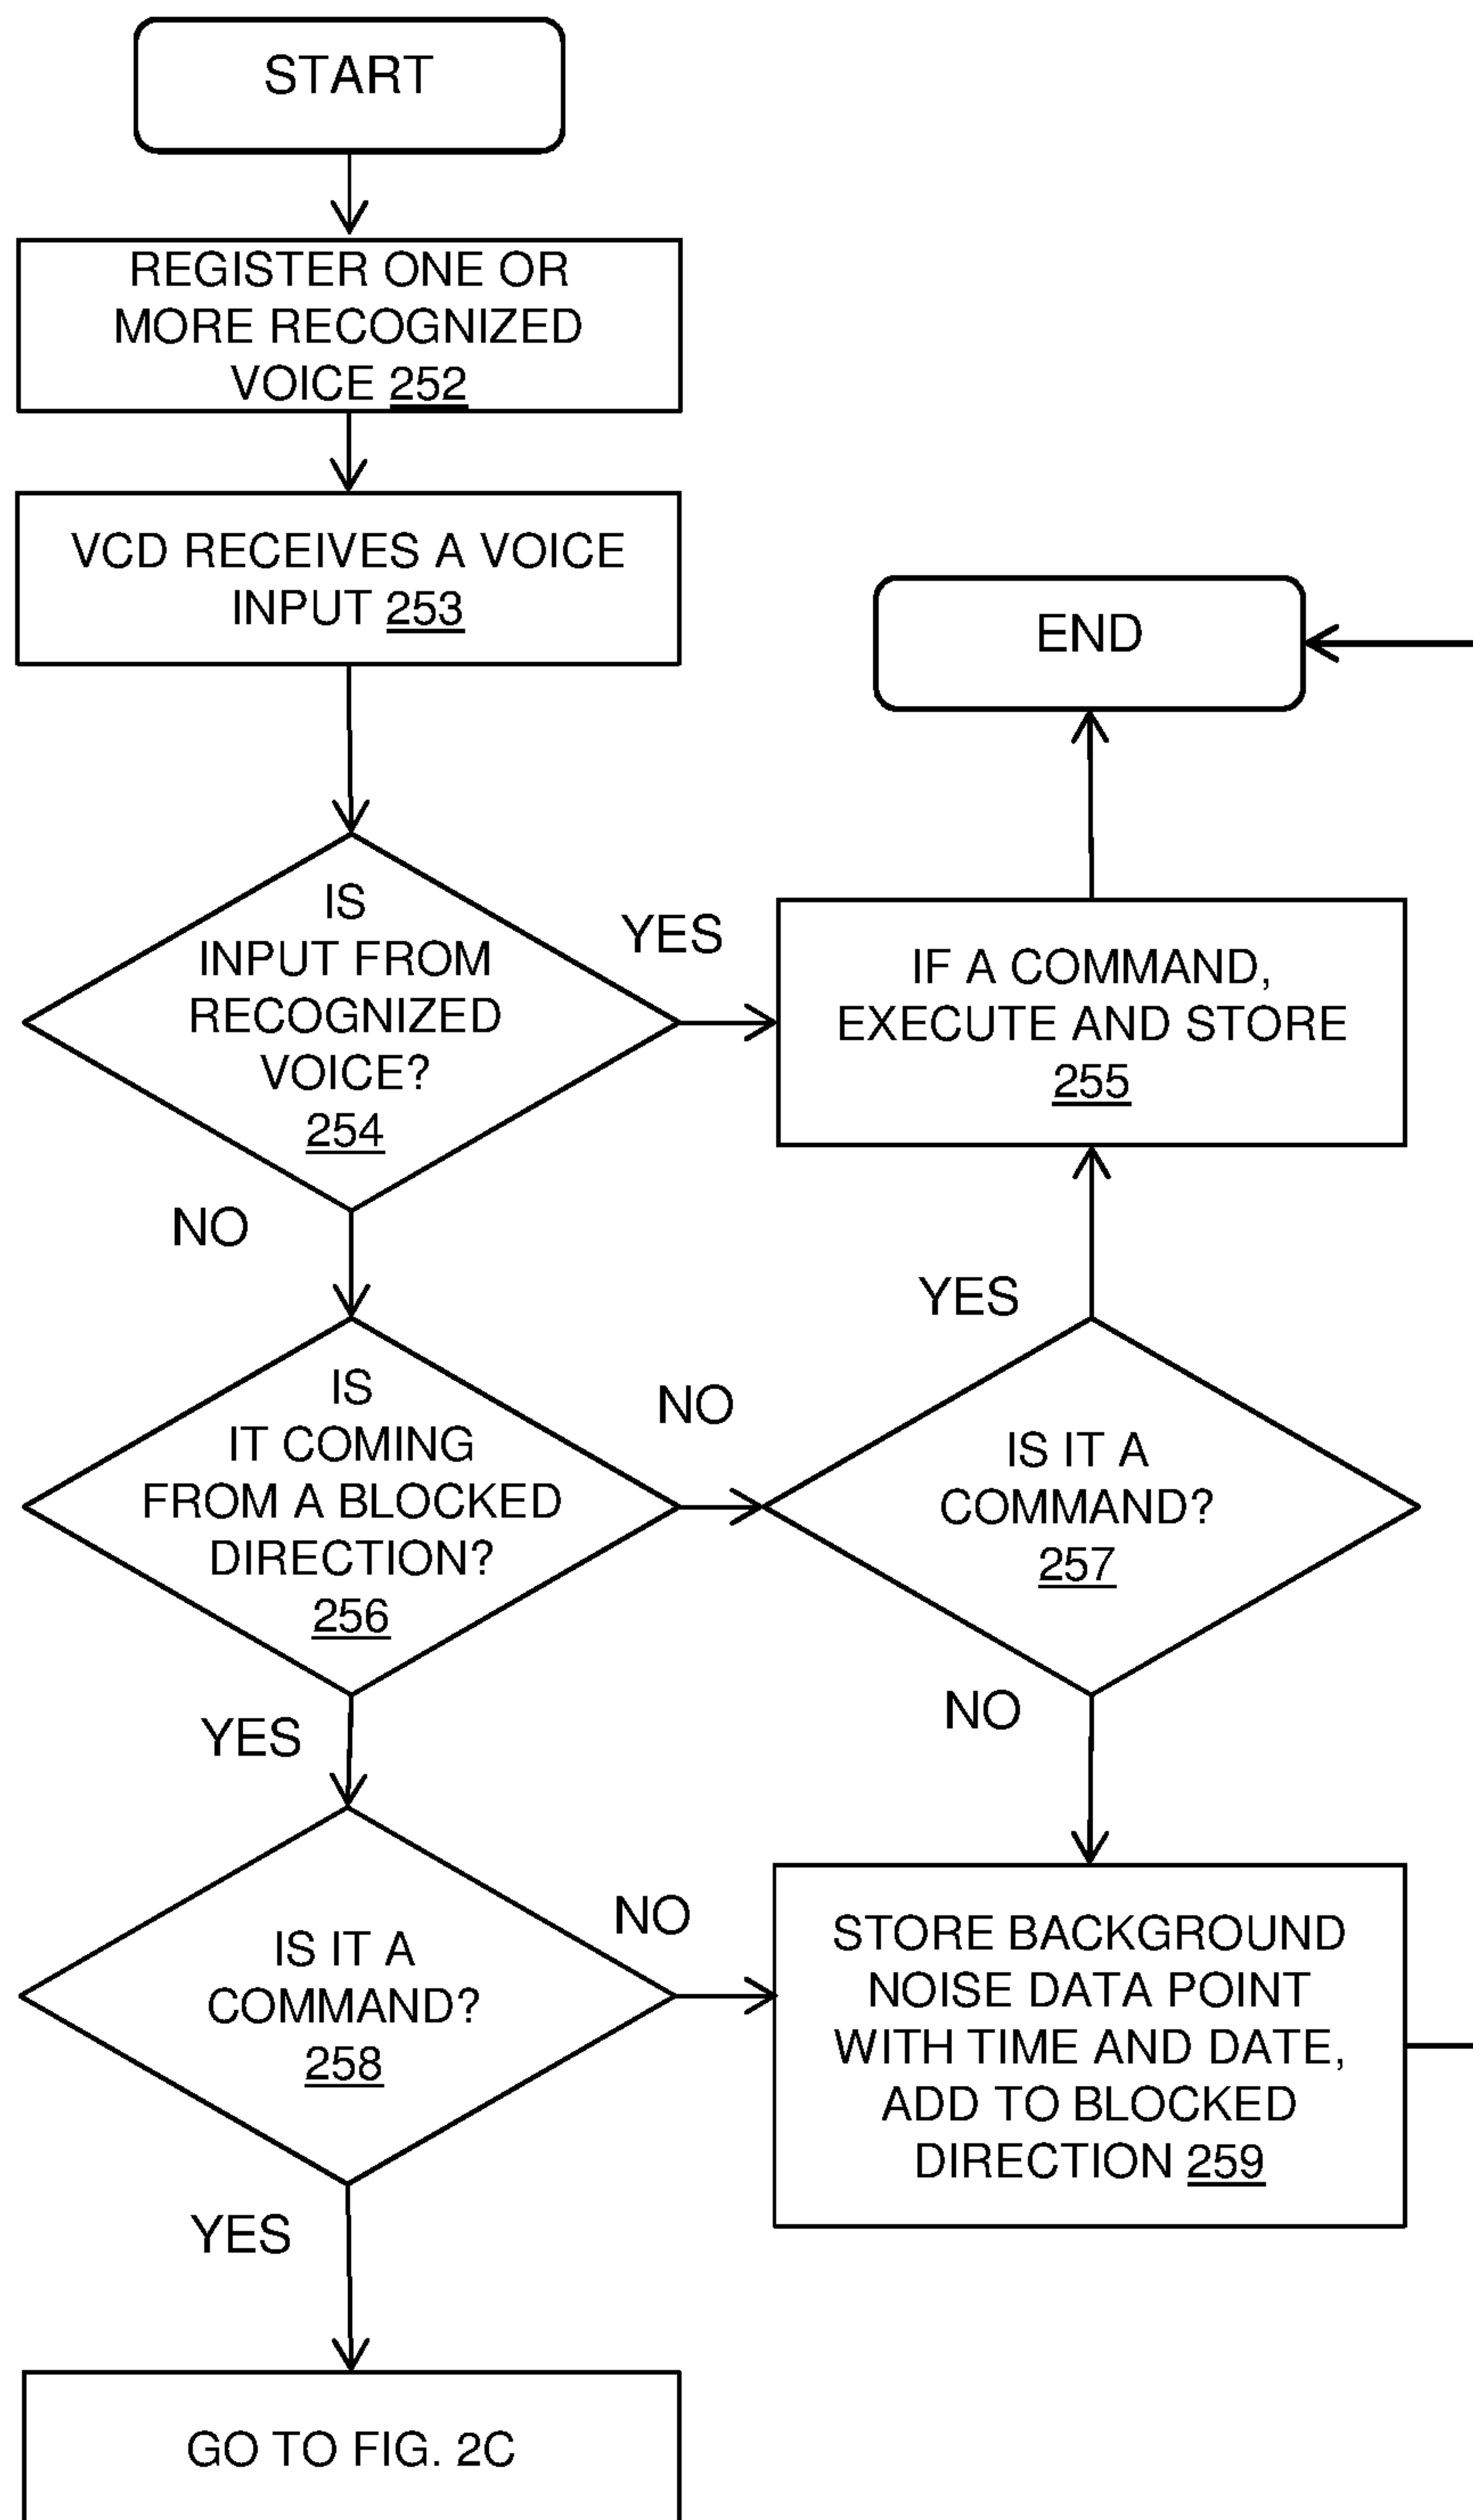 START
REGISTER ONE OR
MORE RECOGNIZED
VOICE 252
VCD RECEIVES A VOICE
INPUT 253
END
IS
INPUT FROM
RECOGNIZED
VOICE?
254
YES
IF A COMMAND,
EXECUTE AND STORE
255
NO
YES
IS
IT COMING
FROM A BLOCKED
DIRECTION?
256
NO
IS IT A
COMMAND?
257
YES
NO
IS IT A
COMMAND?
258
NO
STORE BACKGROUND
NOISE DATA POINT
WITH TIME AND DATE,
ADD TO BLOCKED
DIRECTION 259
YES
GO TO FIG. 2C